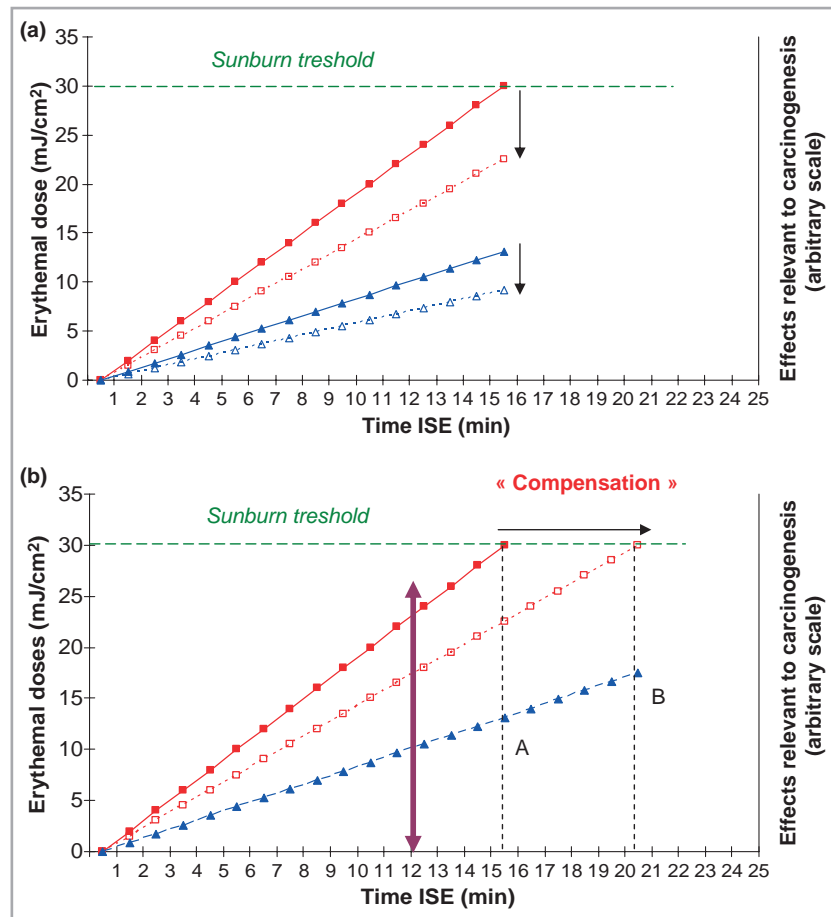 (a)
Sunburn treshold
Erythemal dose (mJ/cm²)
35
30
25
20
15
10
5
0
1 2 3 4 5 6 7 8 9 10 11 12 13 14 15 16 17 18 19 20 21 22 23 24 25
Time ISE (min)
Effects relevant to carcinogenesis
(arbitrary scale)
(b)
« Compensation »
Sunburn treshold
Erythemal doses (mJ/cm²)
35
30
25
20
15
10
5
0
A
B
1 2 3 4 5 6 7 8 9 10 11 12 13 14 15 16 17 18 19 20 21 22 23 24 25
Time ISE (min)
Effects relevant to carcinogenesis
(arbitrary scale)